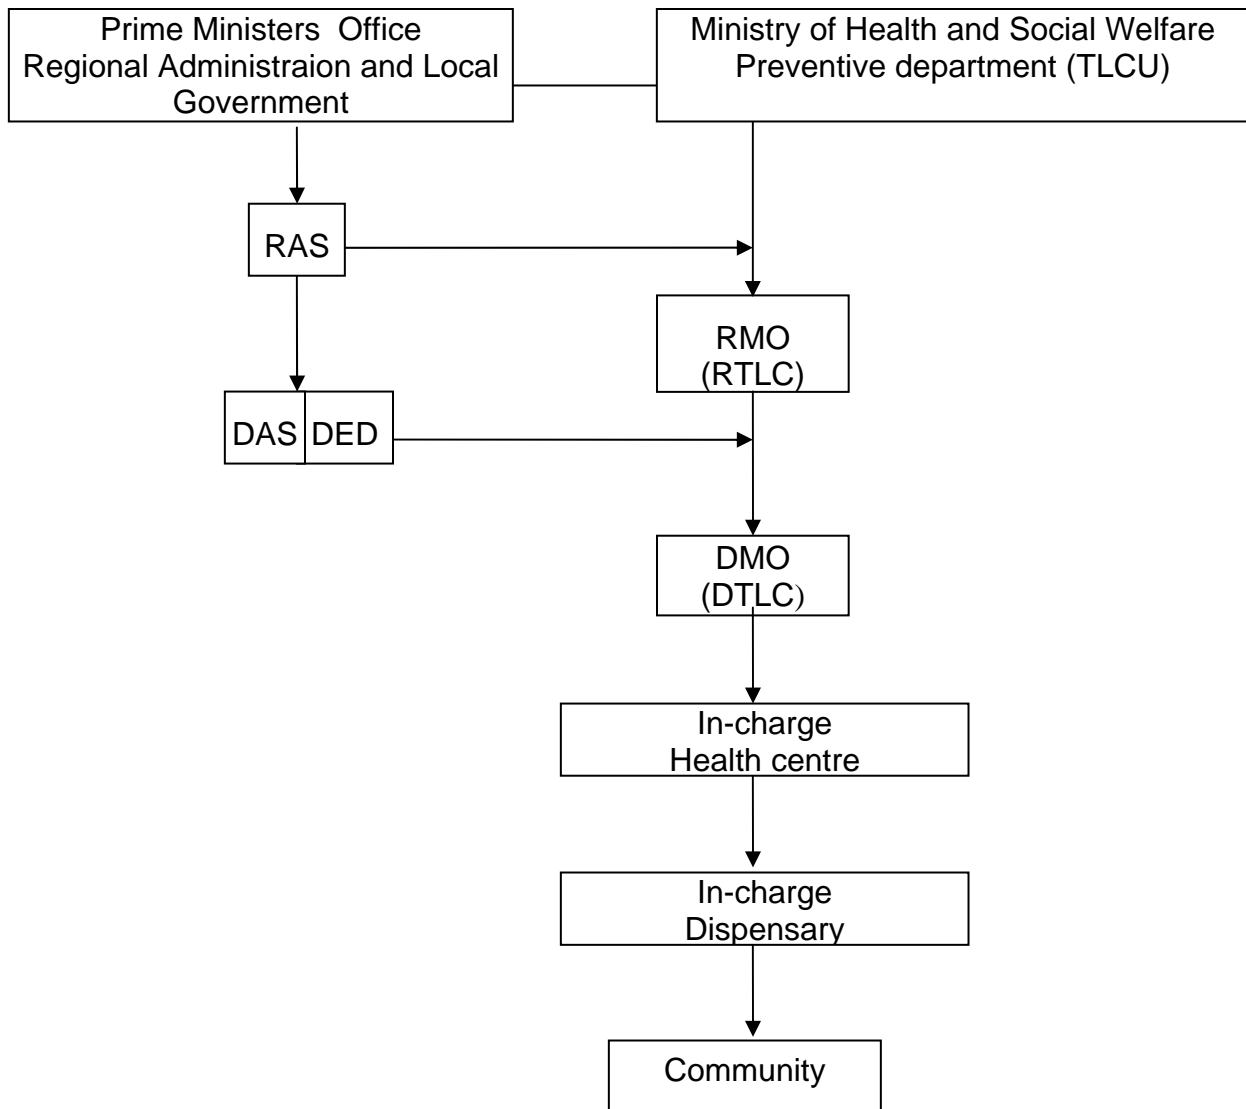 Prime Ministers Office
Regional Administraion and Local
Government
Ministry of Health and Social Welfare
Preventive department (TLCU)
RAS
RMO
(RTLC)
DAS DED
DMO
(DTLC)
In-charge
Health centre
In-charge
Dispensary
Community